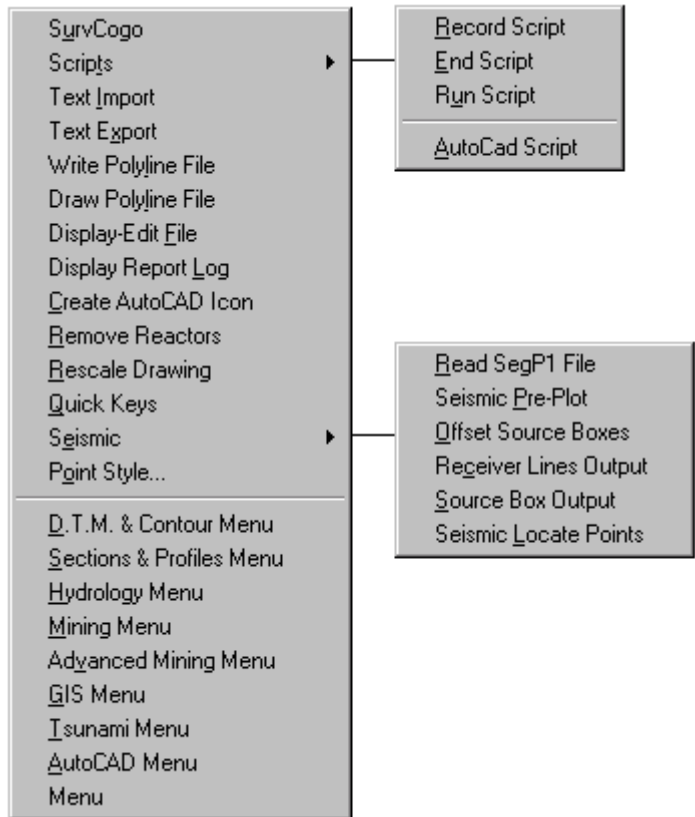 SurvCogo
Scripts
Text Import
Text Export
Write Polyline File
Draw Polyline File
Display-Edit File
Display Report Log
Create AutoCAD Icon
Remove Reactors
Rescale Drawing
Quick Keys
Seismic
Point Style...
D.T.M. & Contour Menu
Sections & Profiles Menu
Hydrology Menu
Mining Menu
Advanced Mining Menu
GIS Menu
Tsunami Menu
AutoCAD Menu
Menu
Record Script
End Script
Run Script
AutoCad Script
Read SegP1 File
Seismic Pre-Plot
Offset Source Boxes
Receiver Lines Output
Source Box Output
Seismic Locate Points